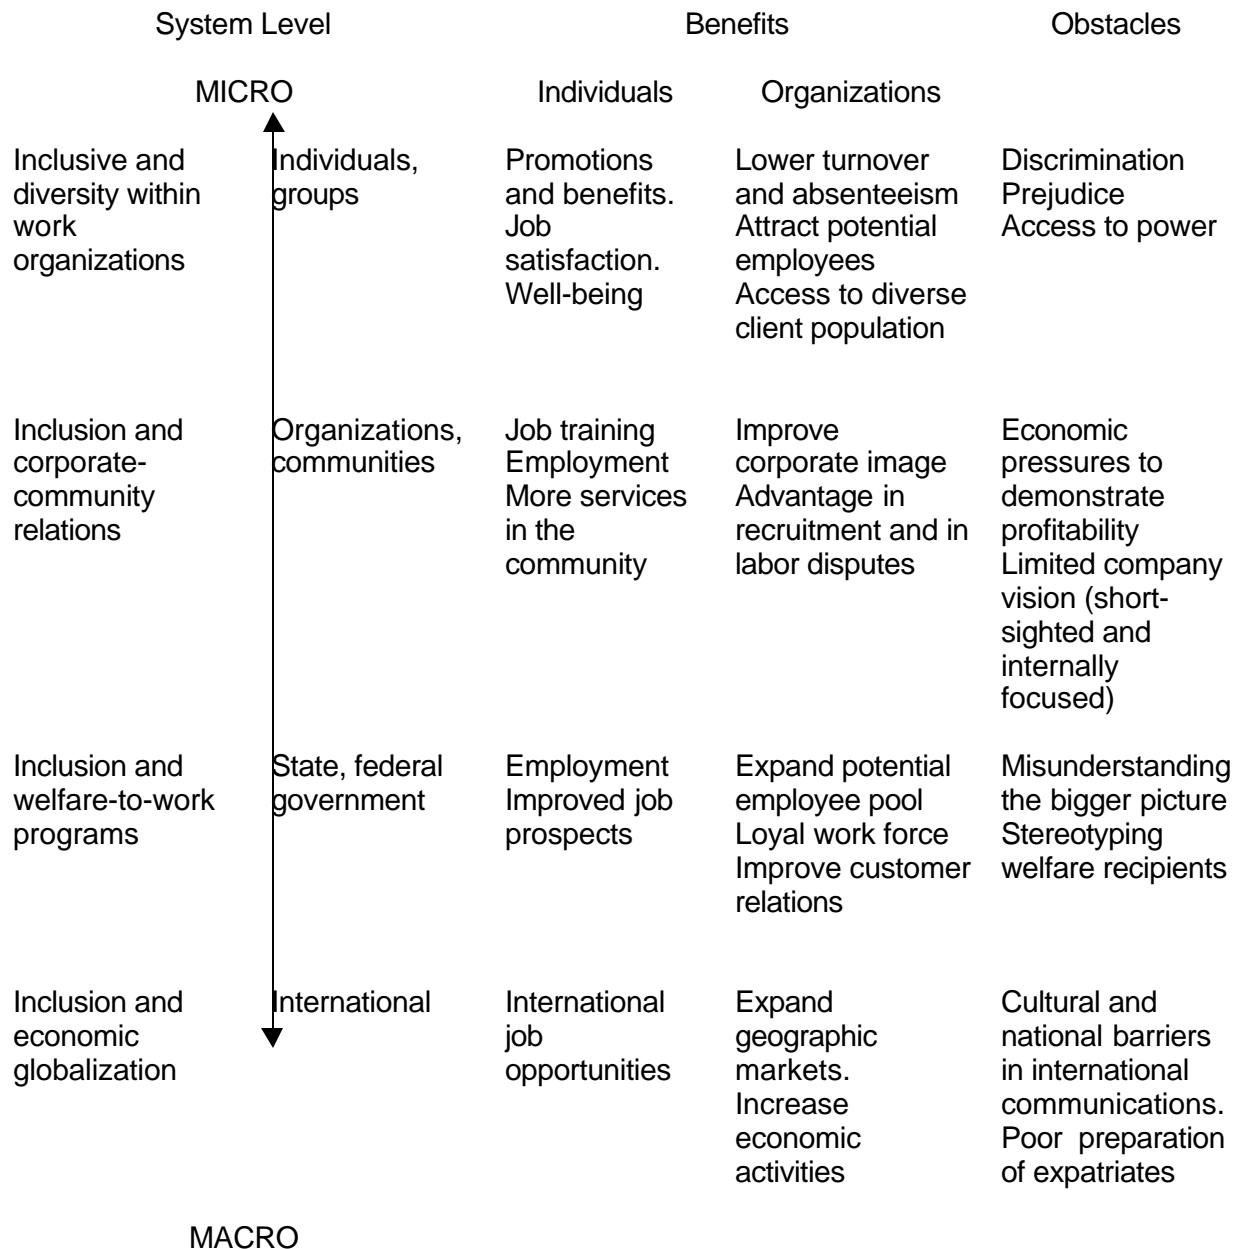 System Level Benefits Obstacles
MICRO Individuals Organizations
Inclusive and
diversity within
work
organizations
Individuals,
groups
Promotions
and benefits.
Job
satisfaction.
Well-being
Lower turnover
and absenteeism
Attract potential
employees
Access to diverse
client population
Discrimination
Prejudice
Access to power
Inclusion and
corporate-
community
relations
Organizations,
communities
Job training
Employment
More services
in the
community
Improve
corporate image
Advantage in
recruitment and in
labor disputes
Economic
pressures to
demonstrate
profitability
Limited company
vision (short-
sighted and
internally
focused)
Inclusion and
welfare-to-work
programs
State, federal
government
Employment
Improved job
prospects
Expand potential
employee pool
Loyal work force
Improve customer
relations
Misunderstanding
the bigger picture
Stereotyping
welfare recipients
Inclusion and
economic
globalization
International
International
job
opportunities
Expand
geographic
markets.
Increase
economic
activities
Cultural and
national barriers
in international
communications.
Poor preparation
of expatriates
MACRO